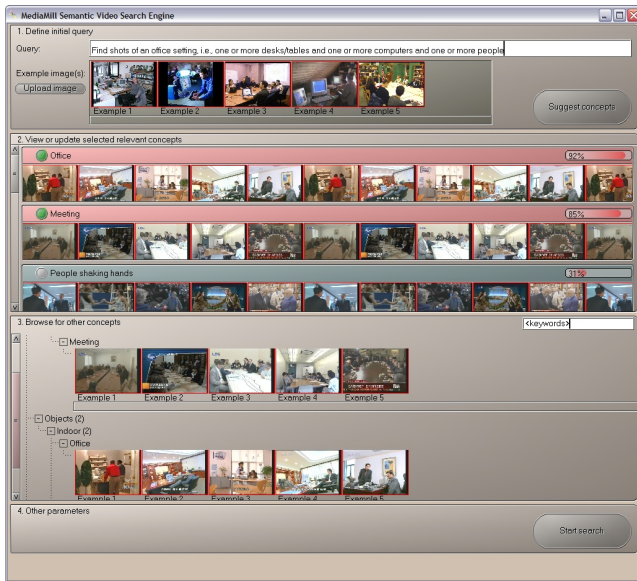 MediaMill Semantic Video Search Engine
1. Define initial query
Query:
Find shots of an office setting, i.e., one or more desks/tables and one or more computers and one or more people
Example image(s):
Upload image
Example 1 Example 2 Example 3 Example 4 Example 5
Suggest concepts
2. View or update selected relevant concepts
Office 92%
Meeting 85%
People shaking hands 31%
3. Browse for other concepts <keywords>
Meeting
Example 1 Example 2 Example 3 Example 4 Example 5
Objects (2)
Indoor (2)
Office
Example 1 Example 2 Example 3 Example 4 Example 5
4. Other parameters
Start search